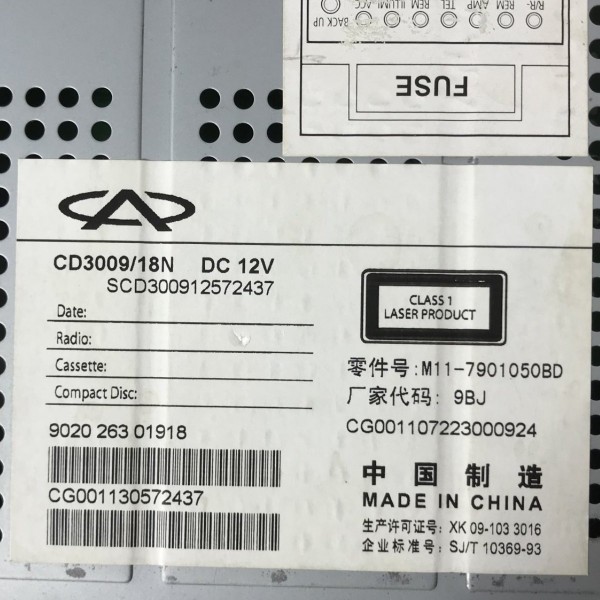 R/R-
REM
AMP
TEL
REM
ILLUMI
ACC
BACK UP
FUSE
CD3009/18N DC 12V
SCD300912572437
Date:
Radio:
Cassette:
Compact Disc:
9020 263 01918
CG001130572437
CLASS 1
LASER PRODUCT
零件号: M11-7901050BD
厂家代码: 9BJ
CG001107223000924
中国制造
MADE IN CHINA
生产许可证号: XK 09-103 3016
企业标准号: SJ/T 10369-93